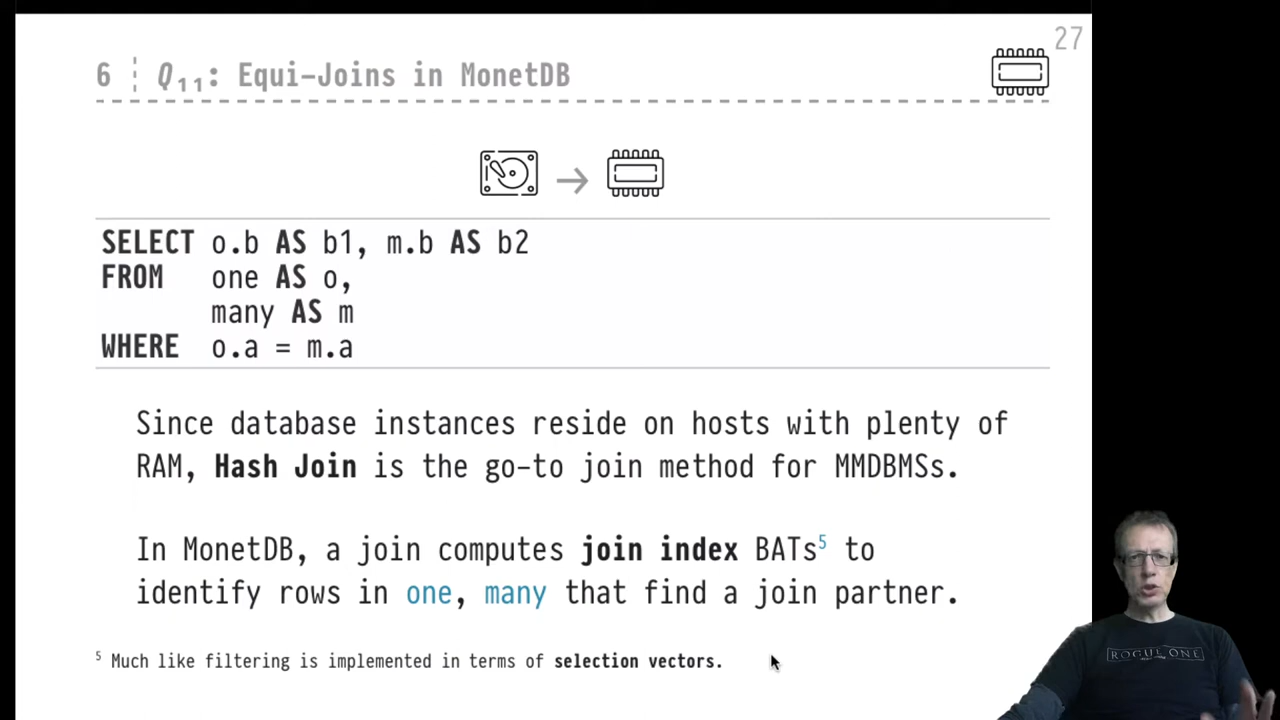 27
6 ¦ Q₁₁: Equi-Joins in MonetDB
SELECT o.b AS b1, m.b AS b2
FROM one AS o,
many AS m
WHERE o.a = m.a
Since database instances reside on hosts with plenty of
RAM, Hash Join is the go-to join method for MMDBMSs.
In MonetDB, a join computes join index BATs⁵ to
identify rows in one, many that find a join partner.
⁵ Much like filtering is implemented in terms of selection vectors.
ROGUE ONE